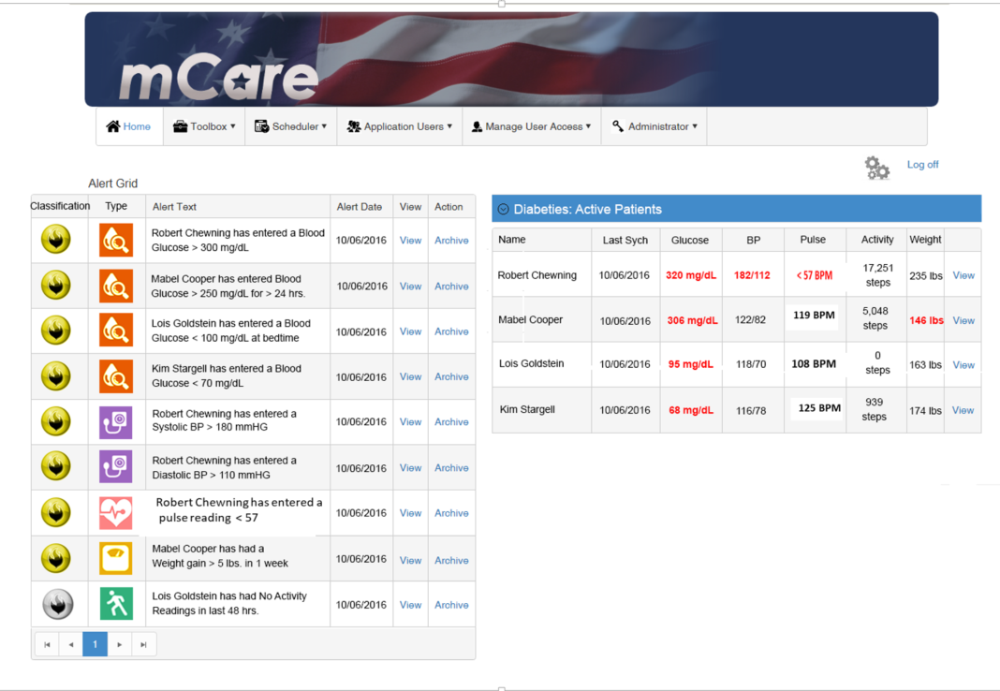 mCare
Home
Toolbox
Scheduler
Application Users
Manage User Access
Administrator
Log off
Alert Grid
Classification Type Alert Text Alert Date View Action
Robert Chewning has entered a Blood
Glucose > 300 mg/dL
10/06/2016 View Archive
Mabel Cooper has entered Blood
Glucose > 250 mg/dL for > 24 hrs.
10/06/2016 View Archive
Lois Goldstein has entered a Blood
Glucose < 100 mg/dL at bedtime
10/06/2016 View Archive
Kim Stargell has entered a Blood
Glucose < 70 mg/dL
10/06/2016 View Archive
Robert Chewning has entered a
Systolic BP > 180 mmHG
10/06/2016 View Archive
Robert Chewning has entered a
Diastolic BP > 110 mmHG
10/06/2016 View Archive
Robert Chewning has entered a
pulse reading < 57
10/06/2016 View Archive
Mabel Cooper has had a
Weight gain > 5 lbs. in 1 week
10/06/2016 View Archive
Lois Goldstein has had No Activity
Readings in last 48 hrs.
10/06/2016 View Archive
1
Diabeties: Active Patients
Name Last Sych Glucose BP Pulse Activity Weight
Robert Chewning 10/06/2016 320 mg/dL 182/112 < 57 BPM 17,251
steps
235 lbs View
Mabel Cooper 10/06/2016 306 mg/dL 122/82 119 BPM 5,048
steps
146 lbs View
Lois Goldstein 10/06/2016 95 mg/dL 118/70 108 BPM 0
steps
163 lbs View
Kim Stargell 10/06/2016 68 mg/dL 116/78 125 BPM 939
steps
174 lbs View